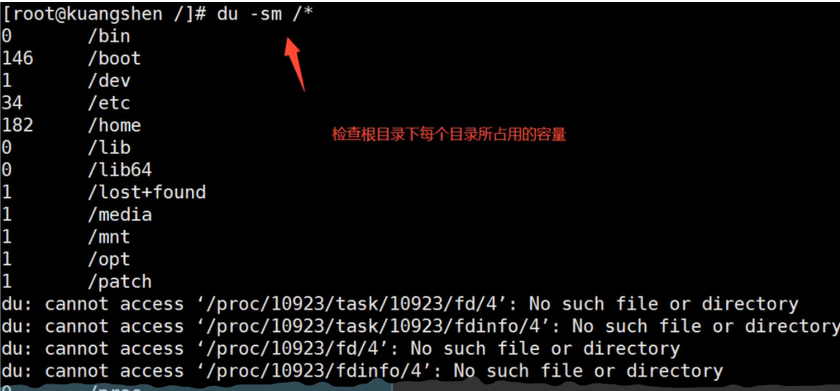 [root@kuangshen /]# du -sm /*
0 /bin
146 /boot
1 /dev
34 /etc
182 /home
检查根目录下每个目录所占用的容量
0 /lib
0 /lib64
1 /lost+found
1 /media
1 /mnt
1 /opt
1 /patch
du: cannot access ‘/proc/10923/task/10923/fd/4’: No such file or directory
du: cannot access ‘/proc/10923/task/10923/fdinfo/4’: No such file or directory
du: cannot access ‘/proc/10923/fd/4’: No such file or directory
du: cannot access ‘/proc/10923/fdinfo/4’: No such file or directory